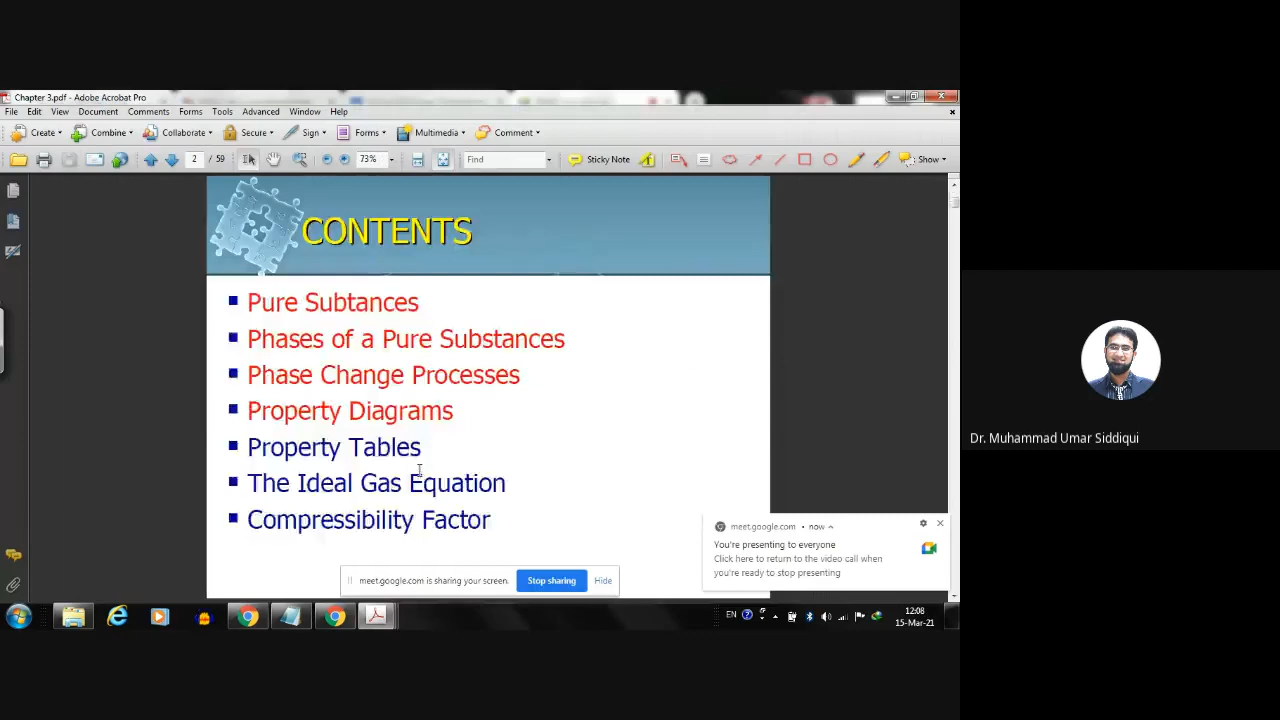 Chapter 3.pdf - Adobe Acrobat Pro
File Edit View Document Comments Forms Tools Advanced Window Help
Create Combine Collaborate Secure Sign Forms Multimedia Comment
2 / 59 73% Find Sticky Note Show
CONTENTS
Pure Subtances
Phases of a Pure Substances
Phase Change Processes
Property Diagrams
Property Tables
The Ideal Gas Equation
Compressibility Factor
Dr. Muhammad Umar Siddiqui
meet.google.com • now
You're presenting to everyone
Click here to return to the video call when
you're ready to stop presenting
meet.google.com is sharing your screen. Stop sharing Hide
EN 12:08
15-Mar-21